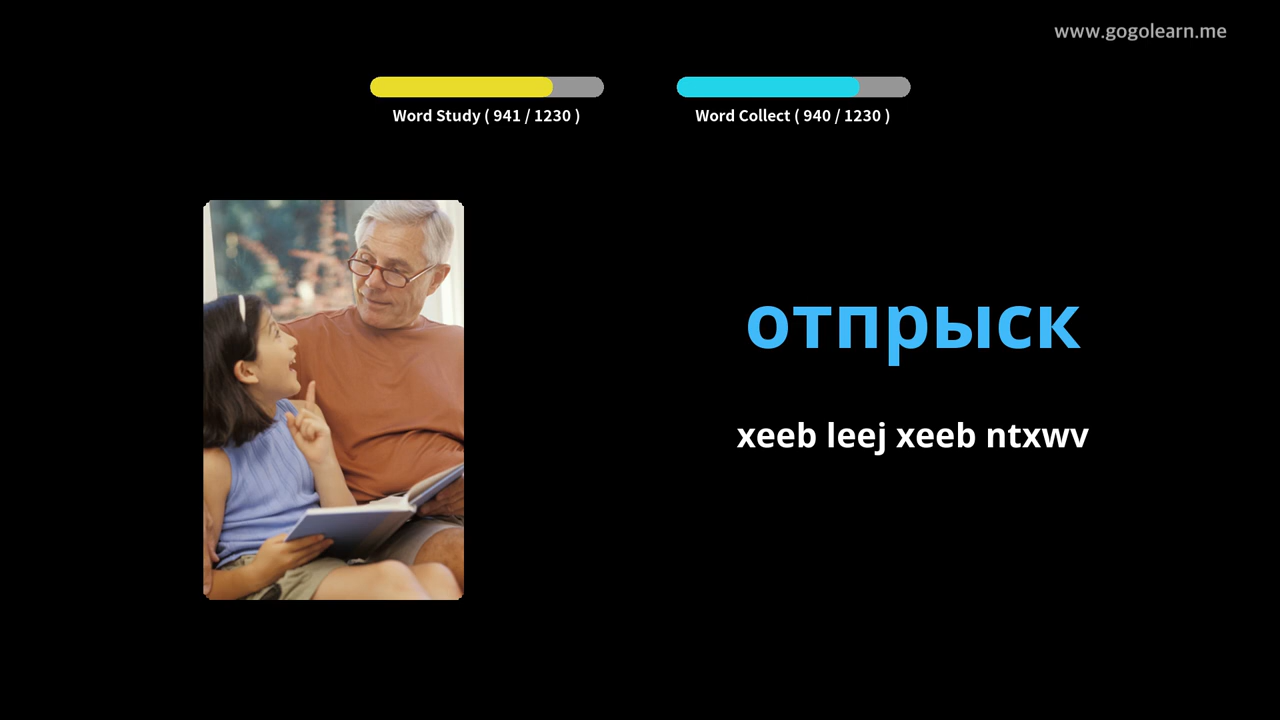 www.gogolearn.me
Word Study ( 941 / 1230 )
Word Collect ( 940 / 1230 )
отпрыск
xeeb leej xeeb ntxwv